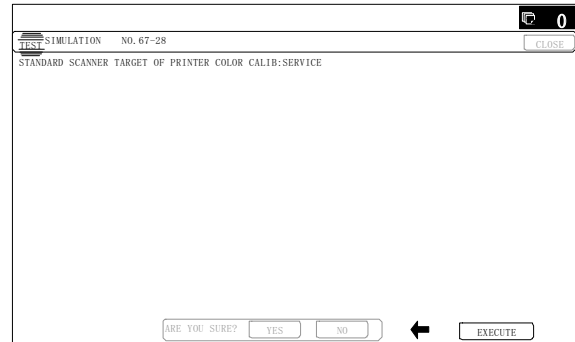 0
TEST SIMULATION NO.67-28 CLOSE
STANDARD SCANNER TARGET OF PRINTER COLOR CALIB:SERVICE
ARE YOU SURE? YES NO EXECUTE